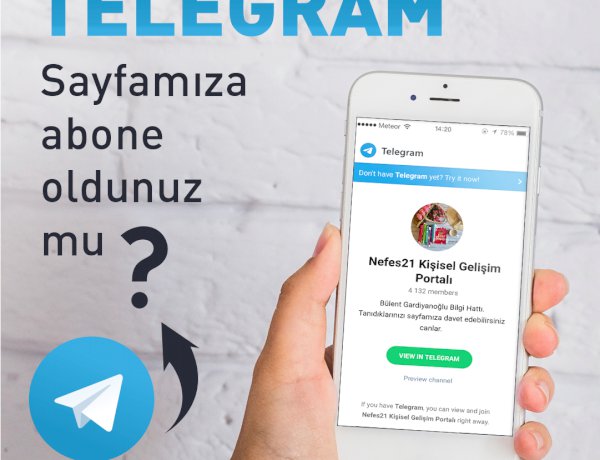 TELEGRAM
Sayfamıza
abone
oldunuz
mu ?
Meteor
14:20
78%
Telegram
Don't have Telegram yet? Try it now!
Nefes21 Kişisel Gelişim
Portalı
4 132 members
Bülent Gardiyanoğlu Bilgi Hattı.
Tanıdıklarınızı sayfamıza davet edebilirsiniz
canlar.
VIEW IN TELEGRAM
Preview channel
If you have Telegram, you can view and join
Nefes21 Kişisel Gelişim Portalı right away.